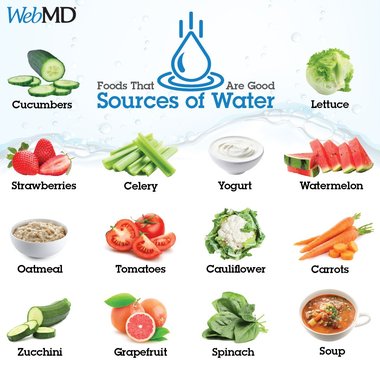 WebMD
Foods That Are Good
Sources of Water
Cucumbers
Lettuce
Strawberries
Celery
Yogurt
Watermelon
Oatmeal
Tomatoes
Cauliflower
Carrots
Zucchini
Grapefruit
Spinach
Soup